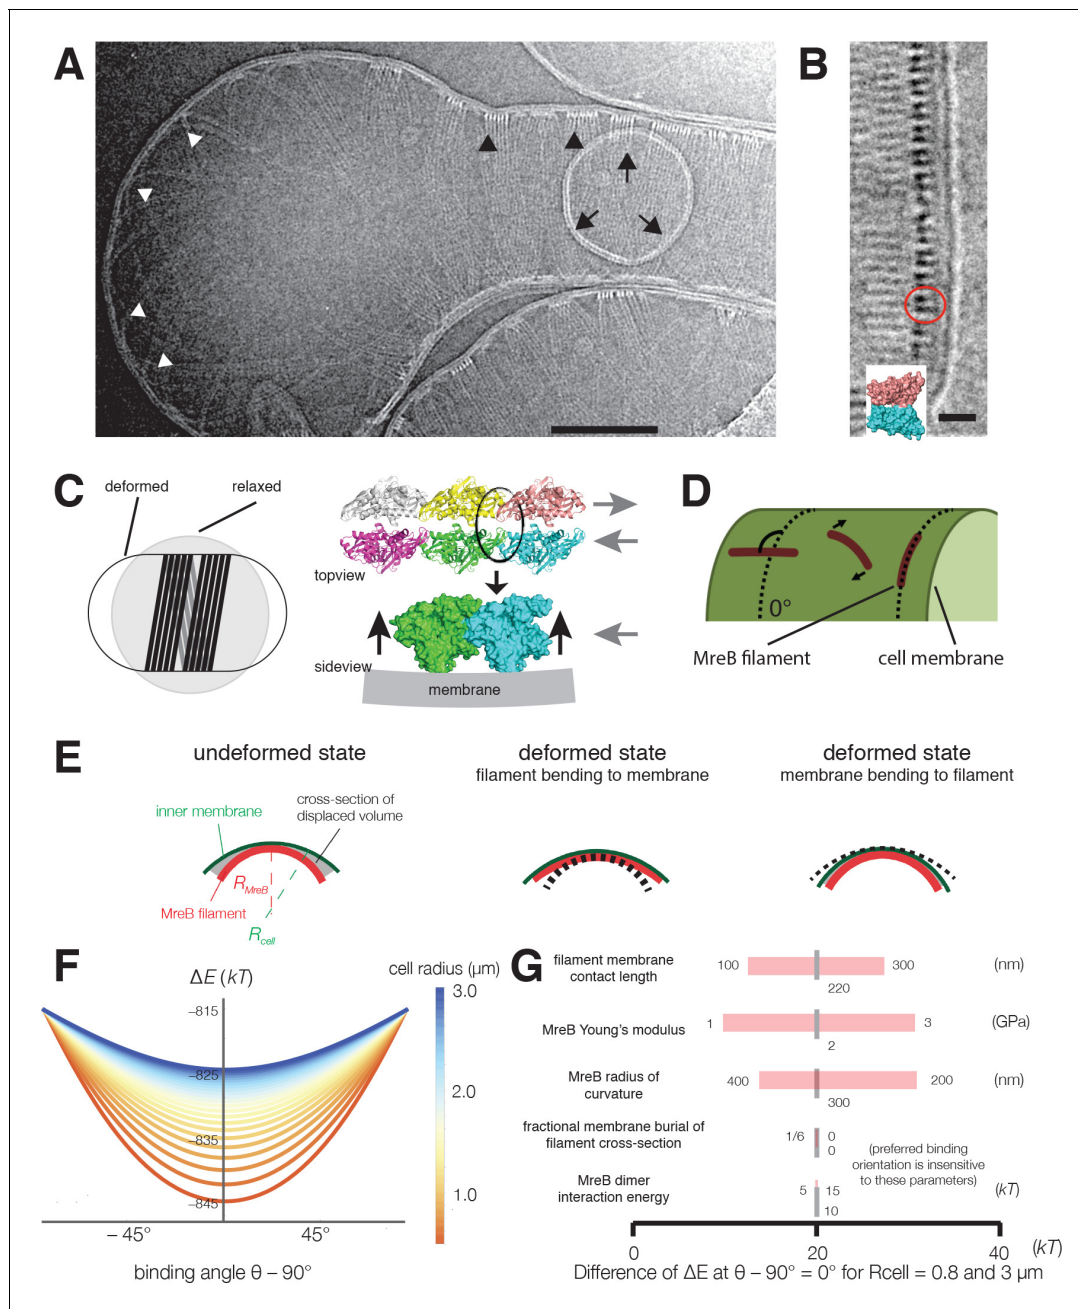 A
B
C
deformed
relaxed
topview
sideview
membrane
D
0°
MreB filament
cell membrane
E
undeformed state
inner membrane
cross-section of
displaced volume
R_MreB
MreB filament
R_cell
deformed state
filament bending to membrane
deformed state
membrane bending to filament
F
ΔE (kT)
cell radius (μm)
−815
−825
−835
−845
− 45°
45°
3.0
2.0
1.0
binding angle θ − 90°
G
filament membrane
contact length
100
300
220
(nm)
MreB Young's modulus
1
3
2
(GPa)
MreB radius of
curvature
400
200
300
(nm)
fractional membrane burial of
filament cross-section
1/6
0
0
(preferred binding
orientation is insensitive
to these parameters)
MreB dimer
interaction energy
5
15
10
(kT)
0
20
40
(kT)
Difference of ΔE at θ − 90° = 0° for Rcell = 0.8 and 3 μm